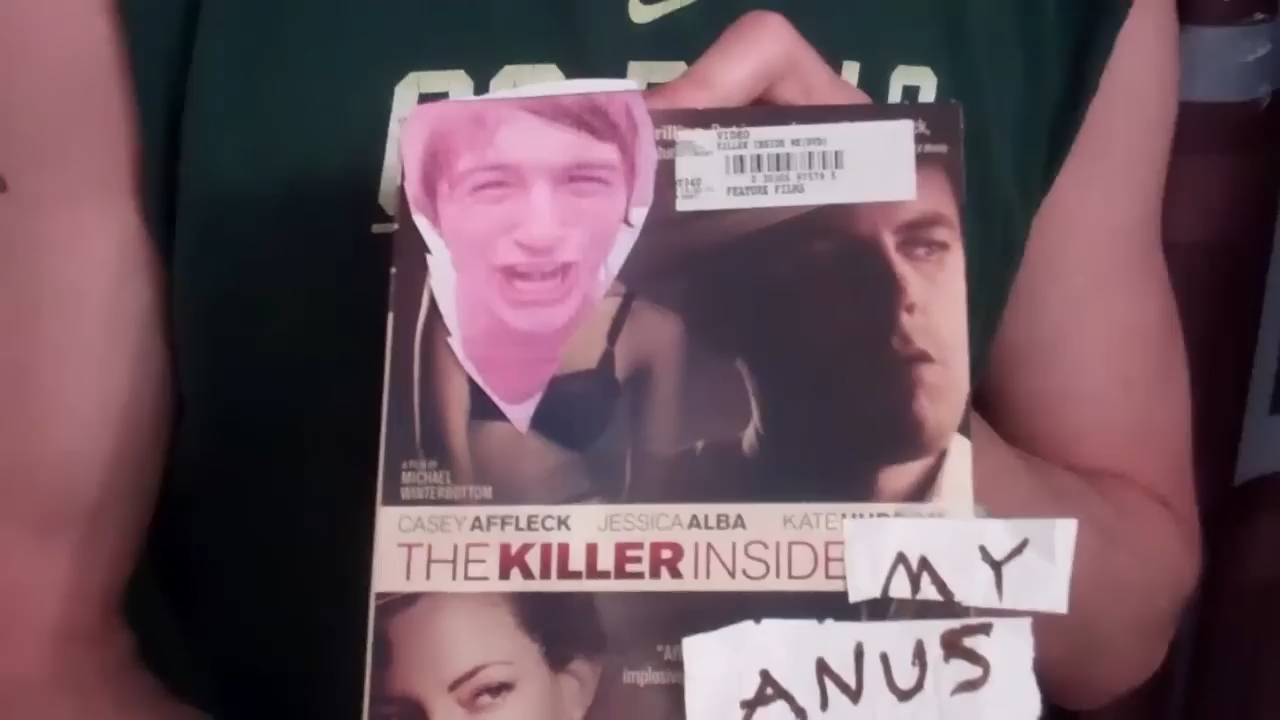 VIDEO
KILLER INSIDE ME(DVD)
FEATURE FILMS
A FILM BY
MICHAEL
WINTERBOTTOM
CASEY AFFLECK JESSICA ALBA KATE
THE KILLER INSIDE
MY
ANUS